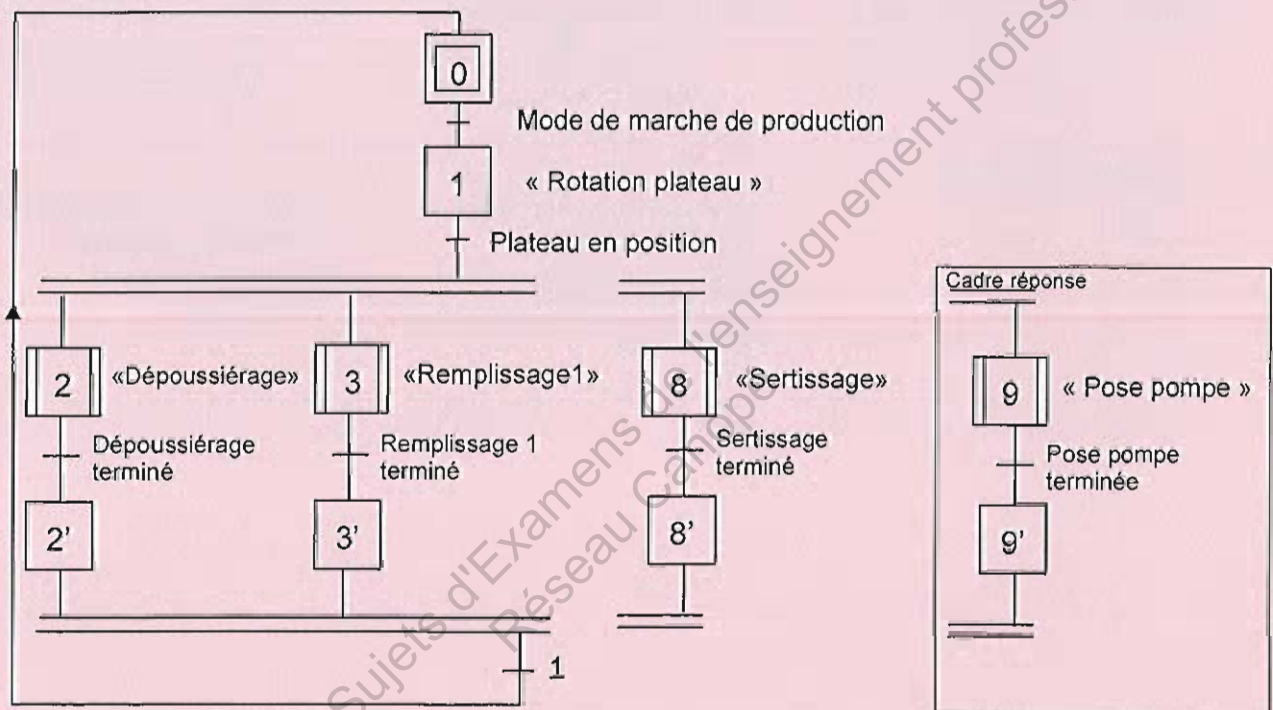 0
Mode de marche de production
1
« Rotation plateau »
Plateau en position
Cadre réponse
2
«Dépoussiérage»
3
«Remplissage1»
8
«Sertissage»
9
« Pose pompe »
Dépoussiérage
terminé
Remplissage 1
terminé
Sertissage
terminé
Pose pompe
terminée
2'
3'
8'
9'
1
Sujets d'Examens de l'enseignement profes
Réseau Canopé